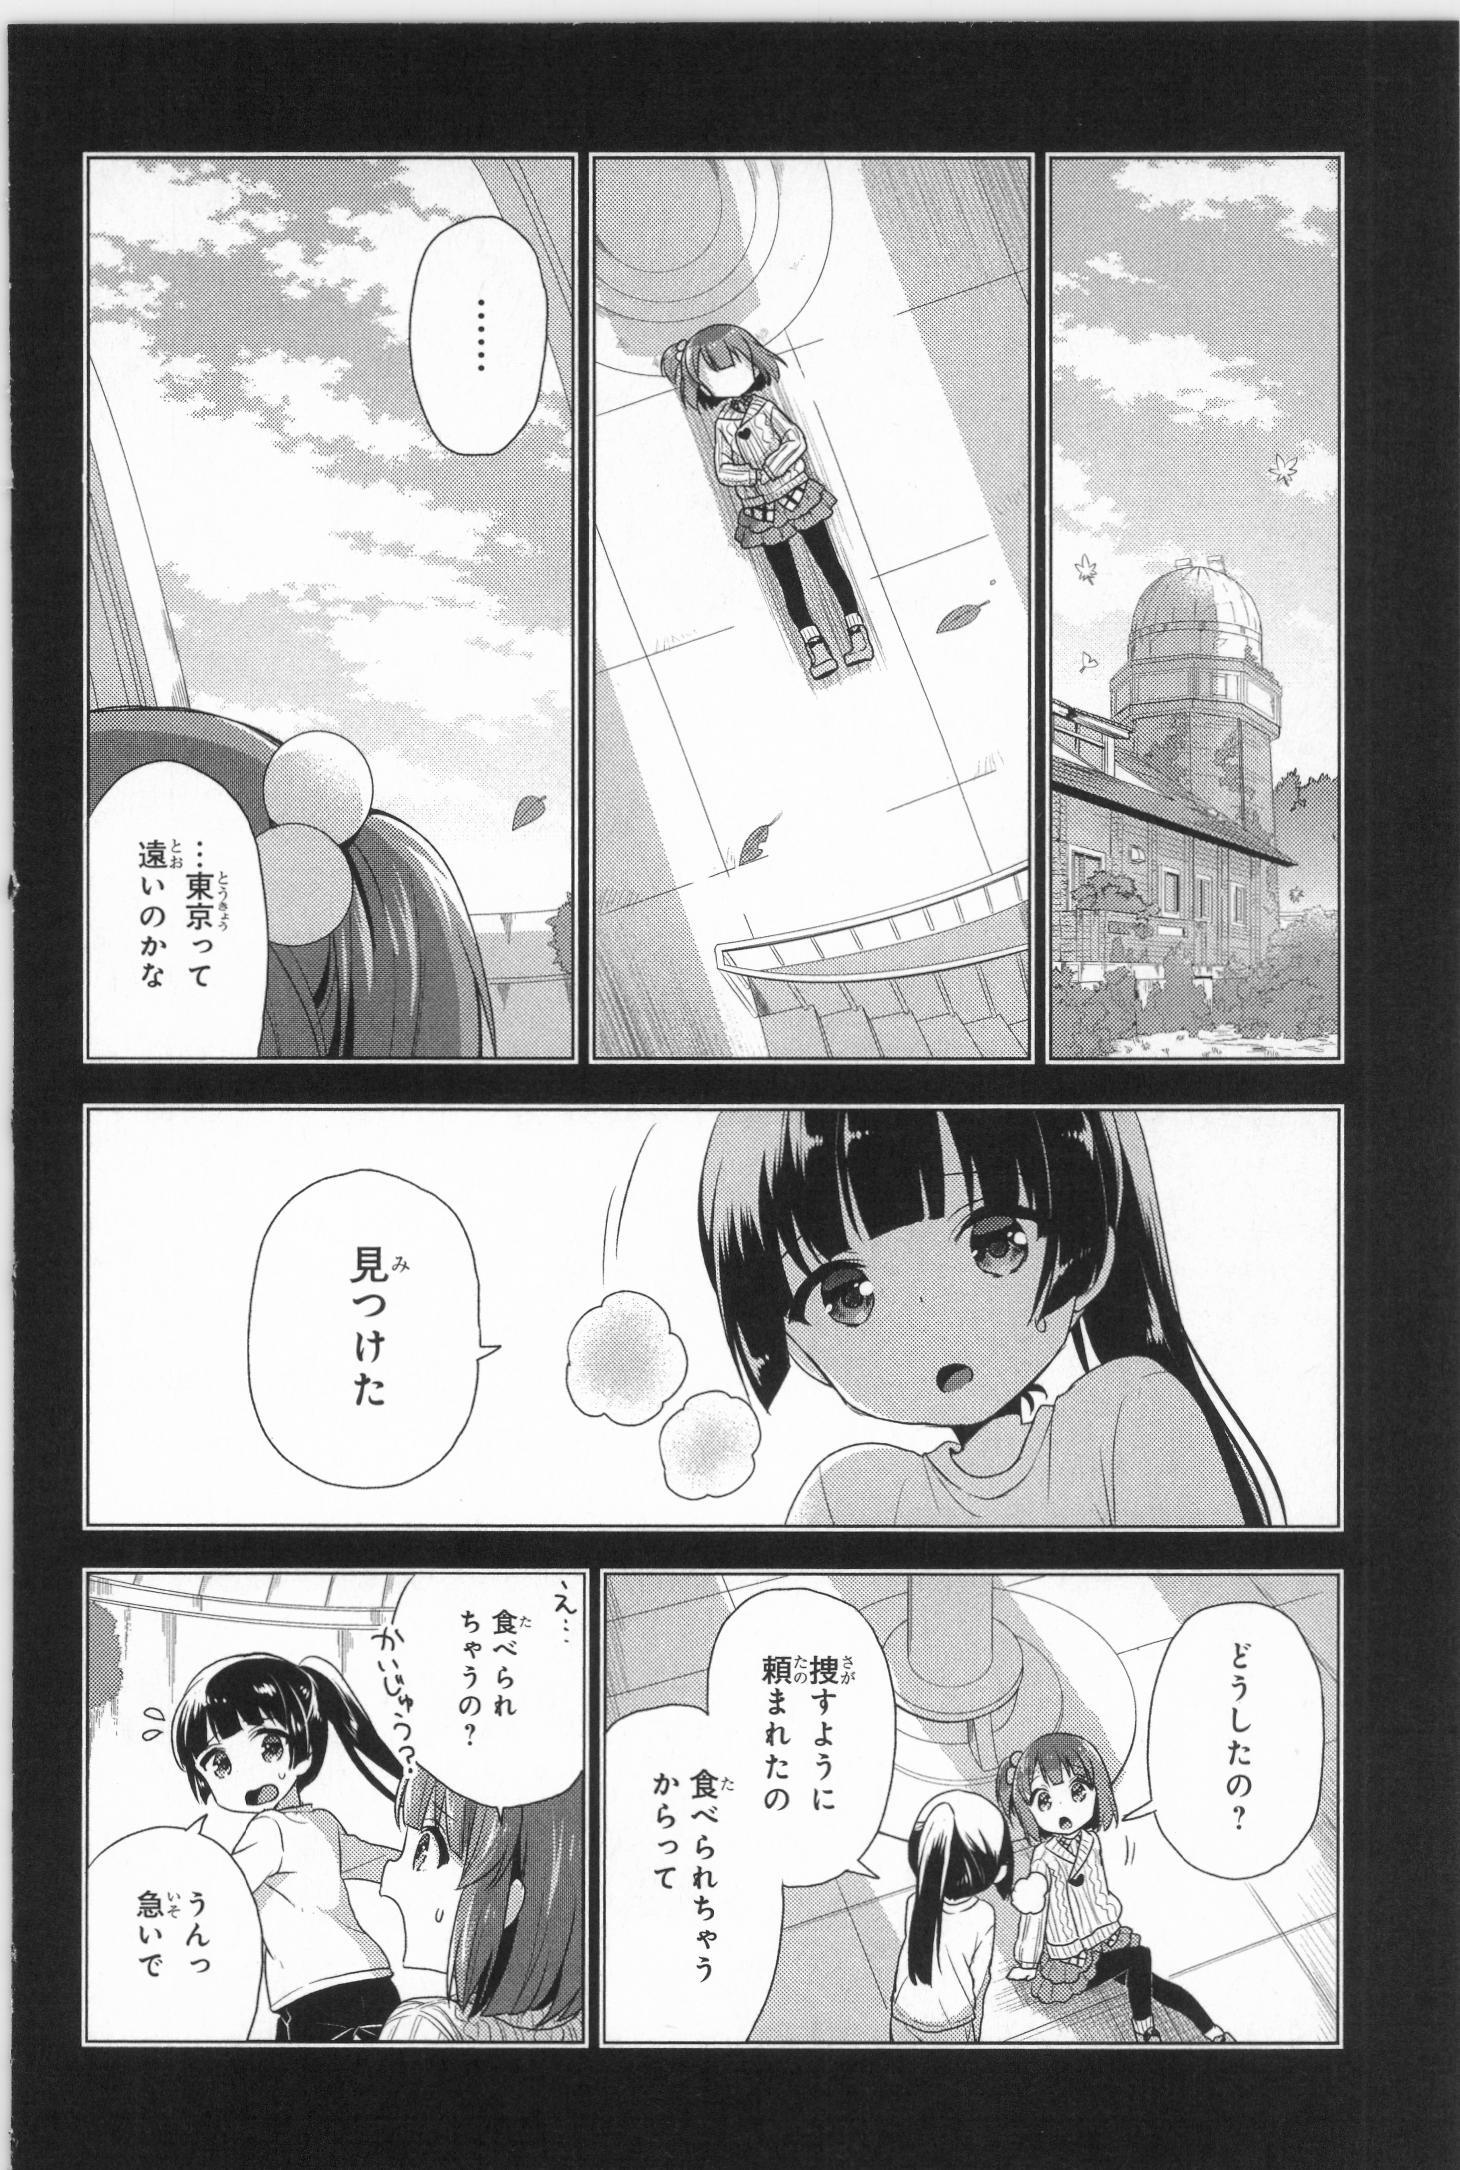 ……
…東京って
遠いのかな
見つけた
どうしたの?
捜すように
頼まれたの
食べられちゃう
からって
え…
食べられ
ちゃうの?
かいじゅう?
うんっ
急いで